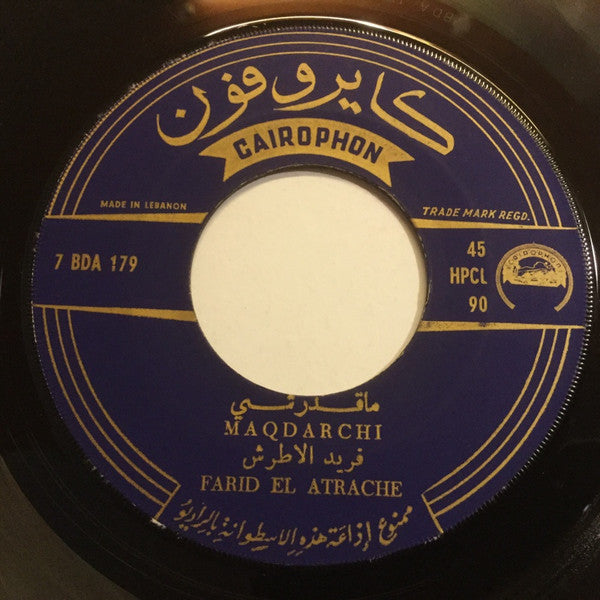 كايروفون
CAIROPHON
MADE IN LEBANON
TRADE MARK REGD.
7 BDA 179
45
HPCL
90
CAIROPHON
ماقدرشي
MAQDARCHI
فريد الاطرش
FARID EL ATRACHE
ممنوع إذاعة هذه الاسطوانة بالراديو